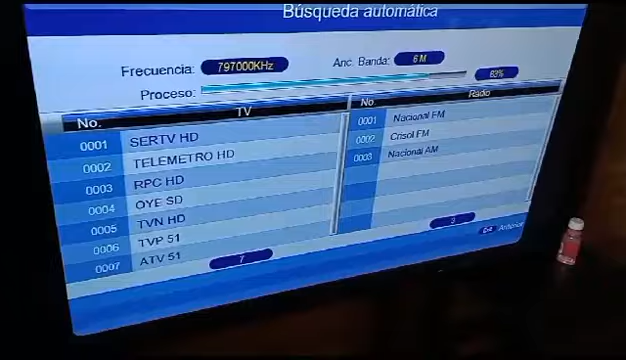 Búsqueda automática
Frecuencia: 797000KHz Anc. Banda: 6 M
Proceso: 83%
No. TV
0001 SERTV HD
0002 TELEMETRO HD
0003 RPC HD
0004 OYE SD
0005 TVN HD
0006 TVP 51
0007 ATV 51
7
No. Radio
0001 Nacional FM
0002 Crisol FM
0003 Nacional AM
3
Exit Anterior